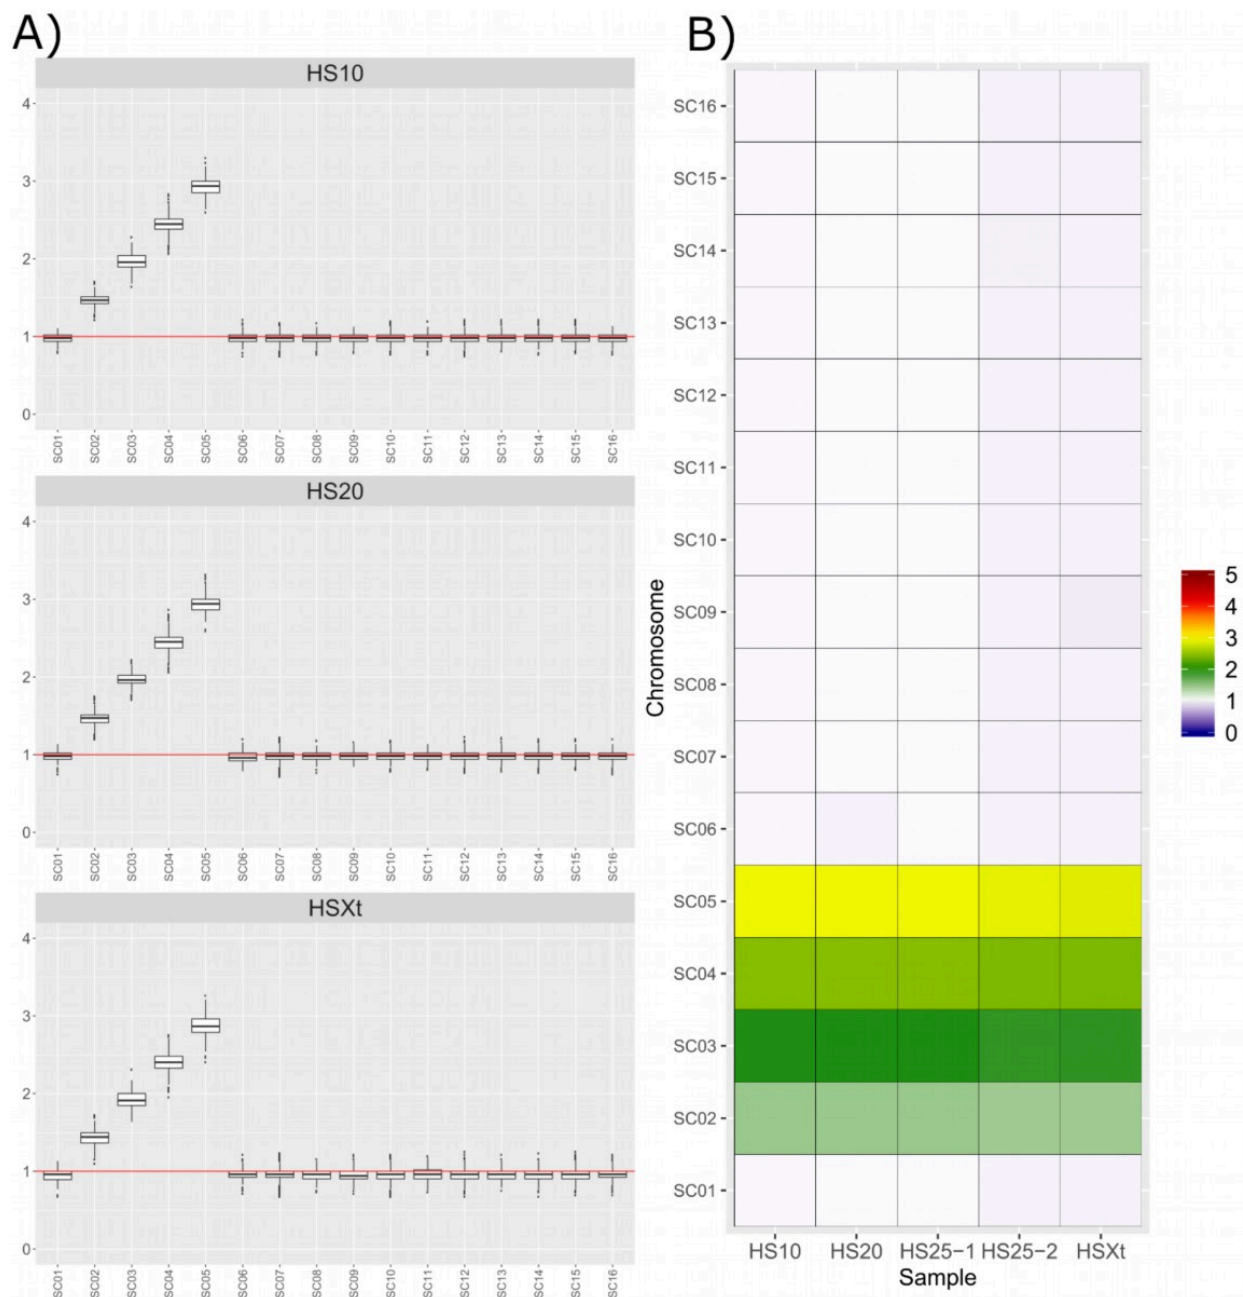 A)
HS10
4
3
2
1
0
SC01 SC02 SC03 SC04 SC05 SC06 SC07 SC08 SC09 SC10 SC11 SC12 SC13 SC14 SC15 SC16
HS20
4
3
2
1
0
SC01 SC02 SC03 SC04 SC05 SC06 SC07 SC08 SC09 SC10 SC11 SC12 SC13 SC14 SC15 SC16
HSXt
4
3
2
1
0
SC01 SC02 SC03 SC04 SC05 SC06 SC07 SC08 SC09 SC10 SC11 SC12 SC13 SC14 SC15 SC16
B)
Chromosome
SC16
SC15
SC14
SC13
SC12
SC11
SC10
SC09
SC08
SC07
SC06
SC05
SC04
SC03
SC02
SC01
HS10 HS20 HS25-1 HS25-2 HSXt
Sample
5
4
3
2
1
0